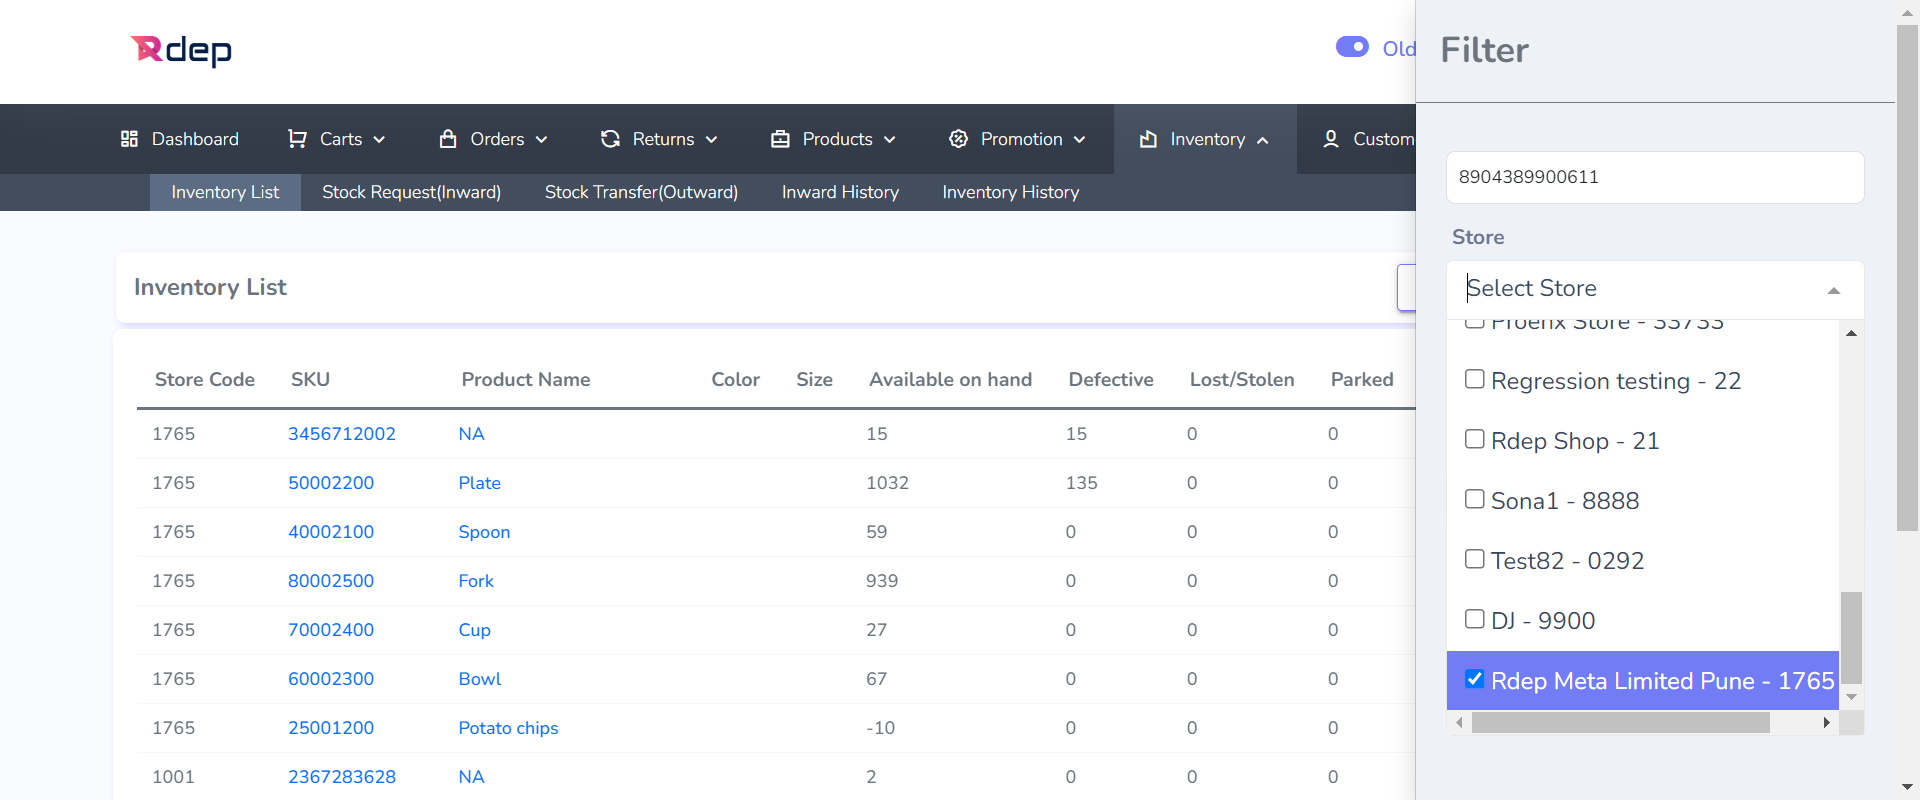 Rdep
Old
Filter
Dashboard Carts Orders Returns Products Promotion Inventory Custom
Inventory List Stock Request(Inward) Stock Transfer(Outward) Inward History Inventory History
8904389900611
Store
Select Store
Proenx Store - 33733
Regression testing - 22
Rdep Shop - 21
Sona1 - 8888
Test82 - 0292
DJ - 9900
Rdep Meta Limited Pune - 1765
Inventory List
Store Code SKU Product Name Color Size Available on hand Defective Lost/Stolen Parked
1765 3456712002 NA 15 15 0 0
1765 50002200 Plate 1032 135 0 0
1765 40002100 Spoon 59 0 0 0
1765 80002500 Fork 939 0 0 0
1765 70002400 Cup 27 0 0 0
1765 60002300 Bowl 67 0 0 0
1765 25001200 Potato chips -10 0 0 0
1001 2367283628 NA 2 0 0 0